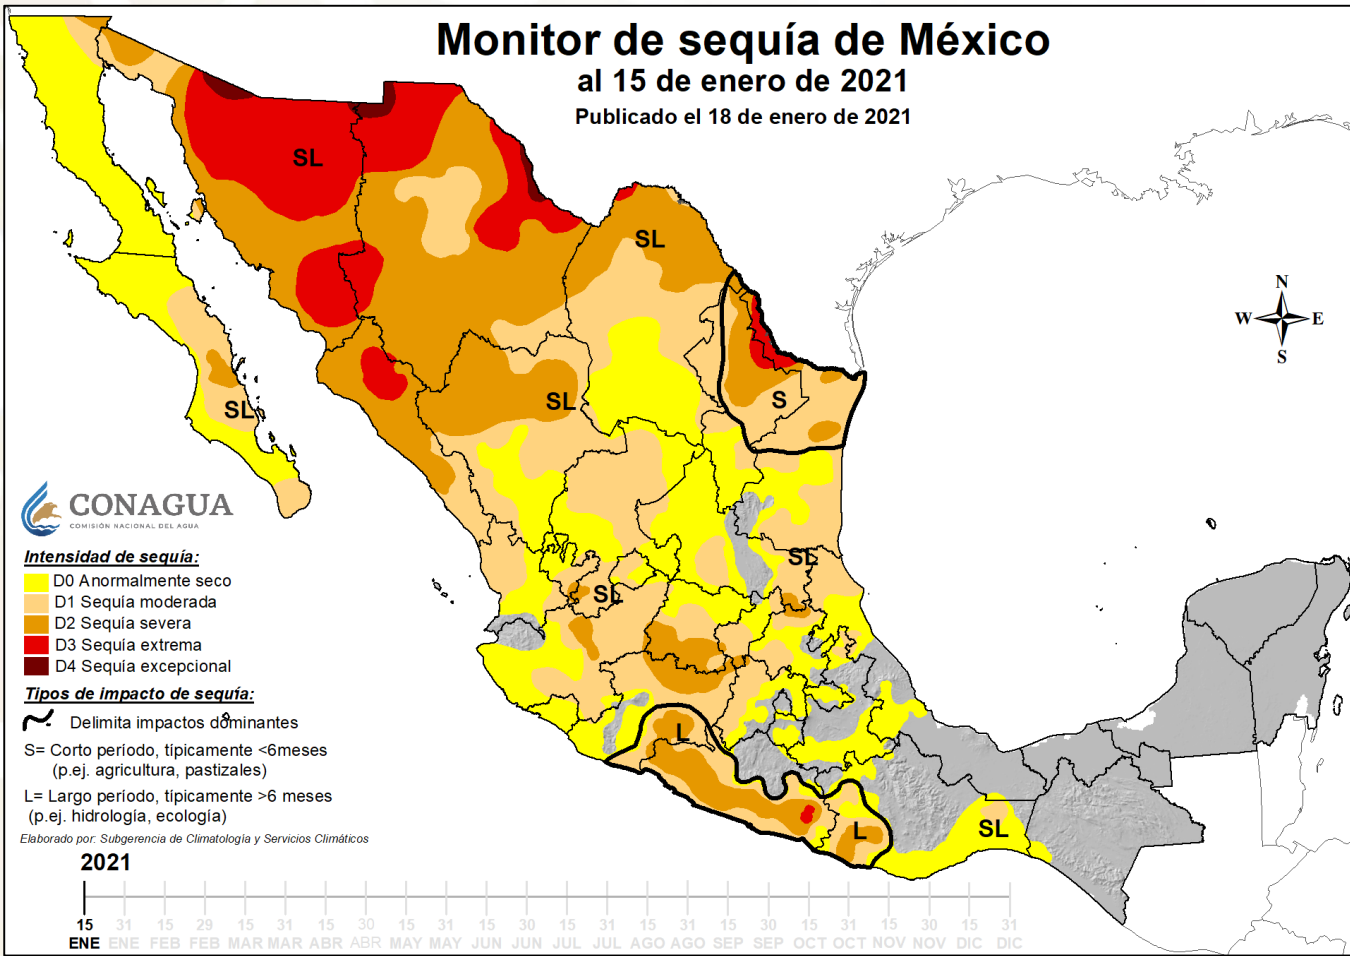 Monitor de sequía de México
al 15 de enero de 2021
Publicado el 18 de enero de 2021
SL
SL
N
W E
S
S
SL
SL
CONAGUA
COMISIÓN NACIONAL DEL AGUA
SL
SL
Intensidad de sequía:
D0 Anormalmente seco
D1 Sequía moderada
D2 Sequía severa
D3 Sequía extrema
D4 Sequía excepcional
Tipos de impacto de sequía:
Delimita impactos dominantes
S= Corto período, típicamente <6meses
(p.ej. agricultura, pastizales)
L= Largo período, típicamente >6 meses
(p.ej. hidrología, ecología)
L
L
SL
Elaborado por: Subgerencia de Climatología y Servicios Climáticos
2021
15 31 15 29 15 31 15 30 15 31 15 30 15 31 15 31 15 30 15 31 15 30 15 31
ENE ENE FEB FEB MAR MAR ABR ABR MAY MAY JUN JUN JUL JUL AGO AGO SEP SEP OCT OCT NOV NOV DIC DIC